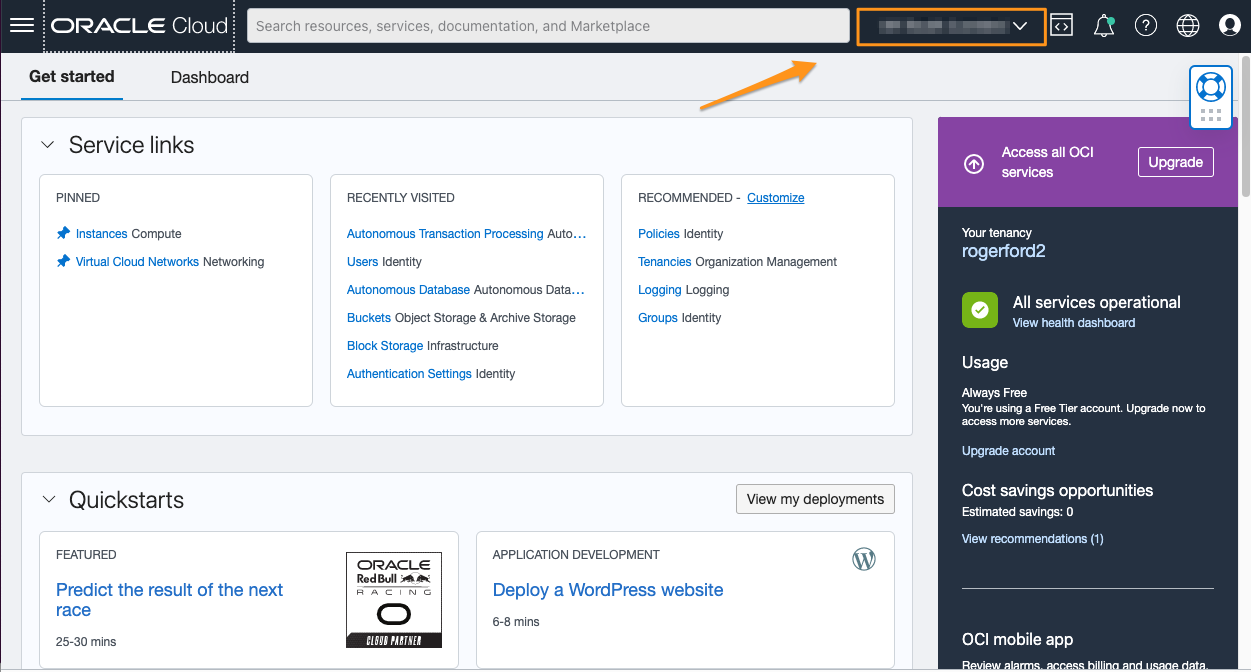 ORACLE Cloud
Search resources, services, documentation, and Marketplace
Get started
Dashboard
Service links
PINNED
Instances Compute
Virtual Cloud Networks Networking
RECENTLY VISITED
Autonomous Transaction Processing Auto...
Users Identity
Autonomous Database Autonomous Data...
Buckets Object Storage & Archive Storage
Block Storage Infrastructure
Authentication Settings Identity
RECOMMENDED - Customize
Policies Identity
Tenancies Organization Management
Logging Logging
Groups Identity
Access all OCI
services
Upgrade
Your tenancy
rogerford2
All services operational
View health dashboard
Usage
Always Free
You're using a Free Tier account. Upgrade now to
access more services.
Upgrade account
Cost savings opportunities
Estimated savings: 0
View recommendations (1)
OCI mobile app
Review alarms, access billing and usage data,
Quickstarts
View my deployments
FEATURED
Predict the result of the next
race
25-30 mins
ORACLE
Red Bull
RACING
CLOUD PARTNER
APPLICATION DEVELOPMENT
Deploy a WordPress website
6-8 mins